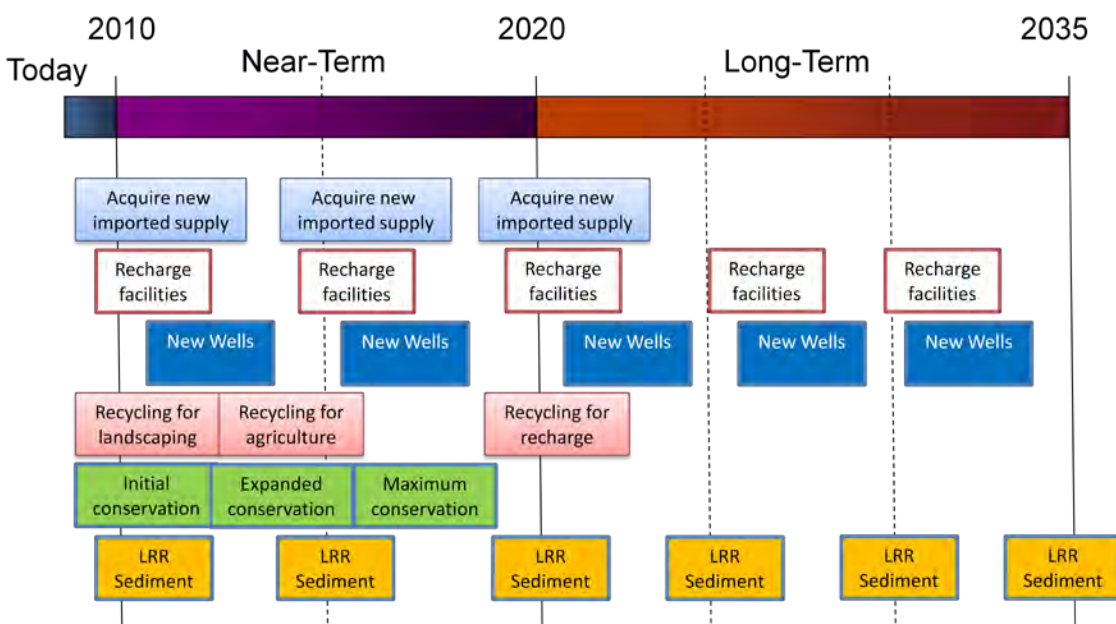 2010
2020
2035
Today
Near-Term
Long-Term
Acquire new
imported supply
Acquire new
imported supply
Acquire new
imported supply
Recharge
facilities
Recharge
facilities
Recharge
facilities
Recharge
facilities
Recharge
facilities
New Wells
New Wells
New Wells
New Wells
New Wells
Recycling for
landscaping
Recycling for
agriculture
Recycling for
recharge
Initial
conservation
Expanded
conservation
Maximum
conservation
LRR
Sediment
LRR
Sediment
LRR
Sediment
LRR
Sediment
LRR
Sediment
LRR
Sediment